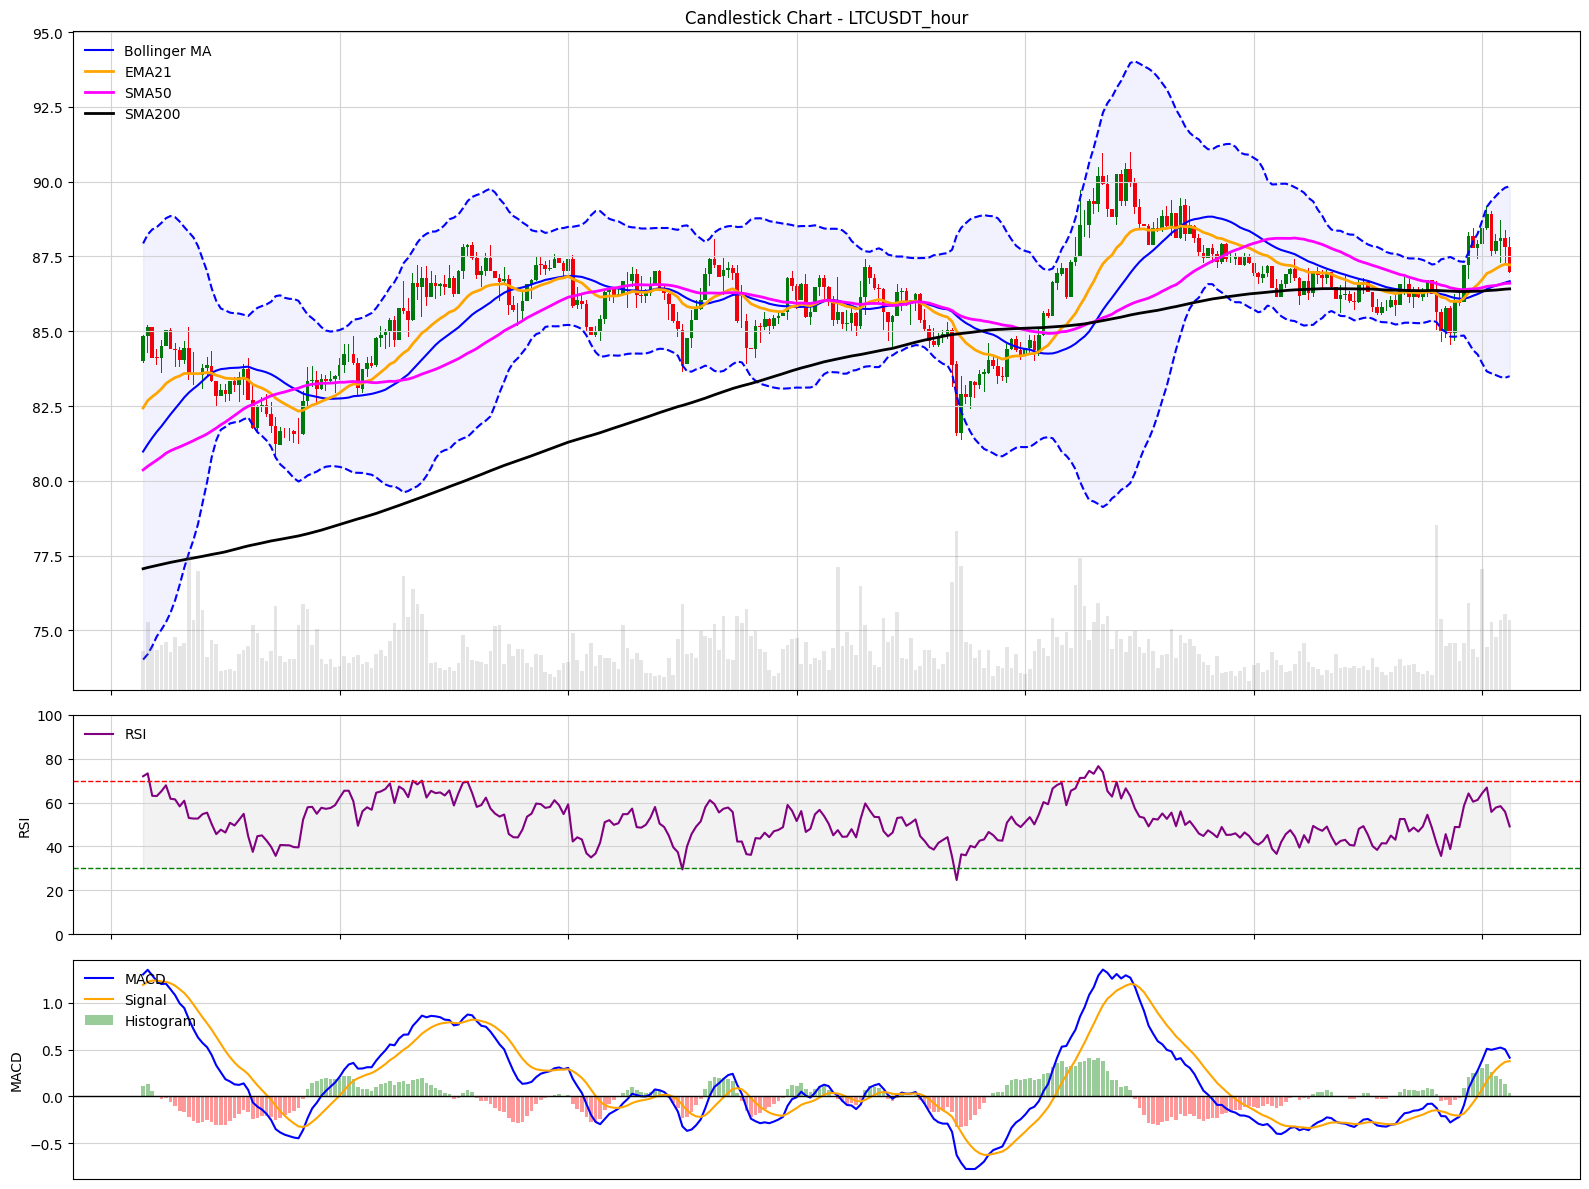 Candlestick Chart - LTCUSDT_hour
95.0
92.5
90.0
87.5
85.0
82.5
80.0
77.5
75.0
Bollinger MA
EMA21
SMA50
SMA200
100
80
60
40
20
0
RSI
RSI
1.0
0.5
0.0
−0.5
MACD
MACD
Signal
Histogram